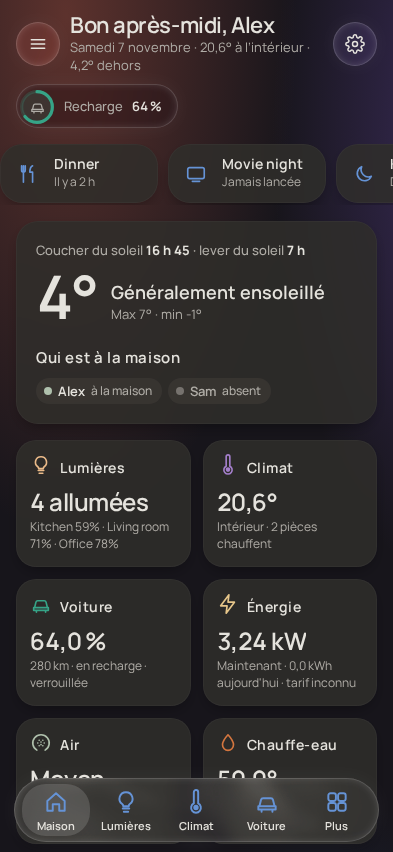 Bon après-midi, Alex
Samedi 7 novembre · 20,6° à l'intérieur ·
4,2° dehors
Recharge 64 %
Dinner
Il y a 2 h
Movie night
Jamais lancée
Coucher du soleil 16 h 45 · lever du soleil 7 h
4°
Généralement ensoleillé
Max 7° · min -1°
Qui est à la maison
Alex à la maison
Sam absent
Lumières
4 allumées
Kitchen 59% · Living room
71% · Office 78%
Climat
20,6°
Intérieur · 2 pièces
chauffent
Voiture
64,0 %
280 km · en recharge ·
verrouillée
Énergie
3,24 kW
Maintenant · 0,0 kWh
aujourd'hui · tarif inconnu
Air
Chauffe-eau
Maison
Lumières
Climat
Voiture
Plus